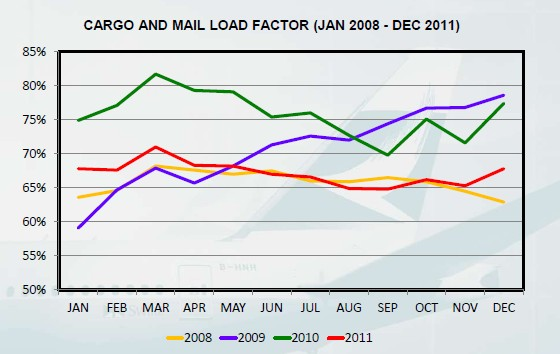 CARGO AND MAIL LOAD FACTOR (JAN 2008 - DEC 2011)
85%
80%
75%
70%
65%
60%
55%
50%
JAN FEB MAR APR MAY JUN JUL AUG SEP OCT NOV DEC
2008 2009 2010 2011